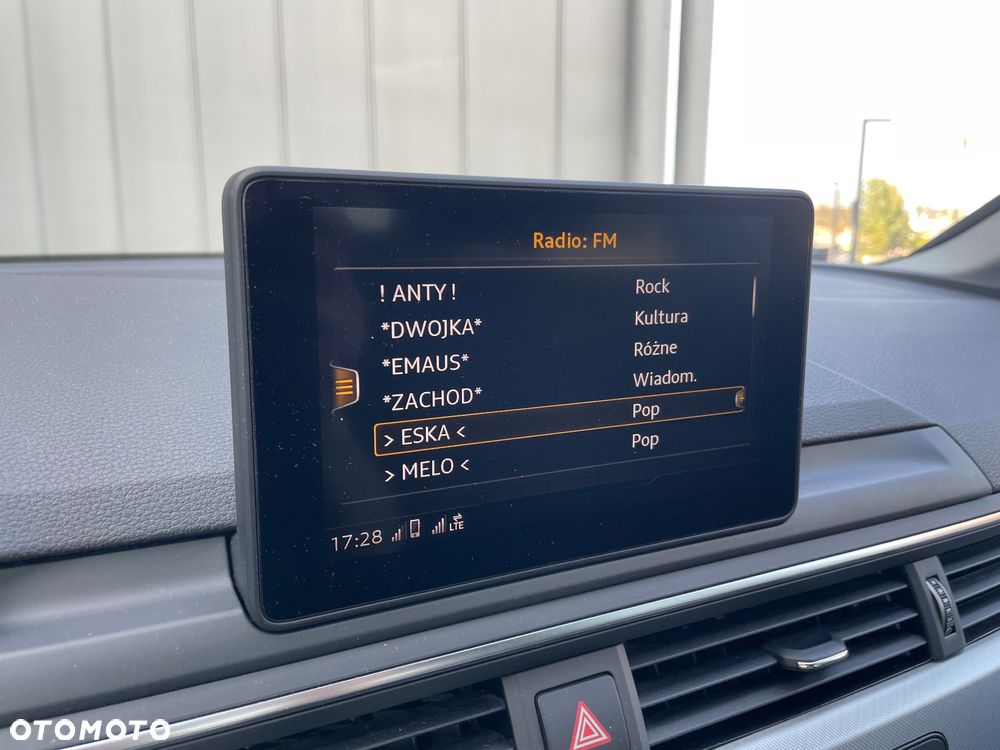 Radio: FM
! ANTY ! Rock
*DWOJKA* Kultura
*EMAUS* Różne
*ZACHOD* Wiadom.
> ESKA < Pop
> MELO < Pop
17:28 LTE
OTOMOTO